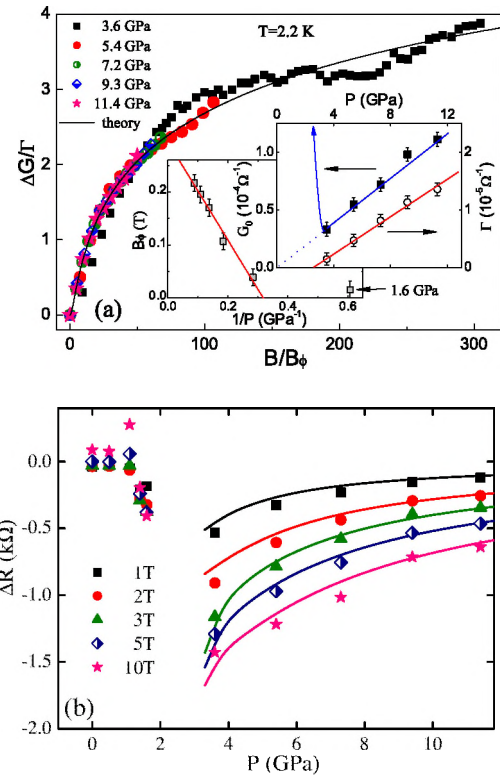 4
3
2
1
0
ΔG/Γ
3.6 GPa
5.4 GPa
7.2 GPa
9.3 GPa
11.4 GPa
theory
T=2.2 K
(a)
0
100
200
300
B/Bϕ
0.2
0.1
0.0
Bϕ (T)
0.0
0.2
0.4
0.6
1/P (GPa⁻¹)
1.6 GPa
P (GPa)
0
4
8
12
1.0
0.5
0.0
G₀ (10⁻⁴Ω⁻¹)
2
1
0
Γ (10⁻⁵Ω⁻¹)
0.0
-0.5
-1.0
-1.5
-2.0
ΔR (kΩ)
1T
2T
3T
5T
10T
(b)
0
2
4
6
8
10
P (GPa)